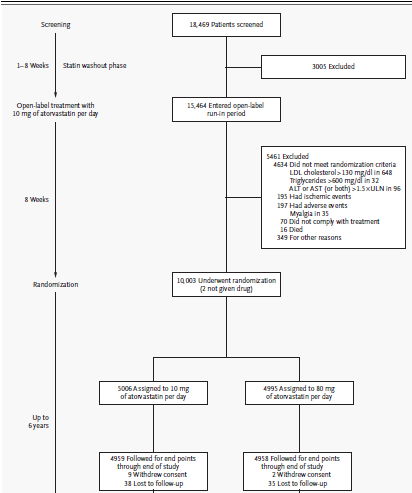 Screening
18,469 Patients screened
1–8 Weeks
Statin washout phase
3005 Excluded
Open-label treatment with
10 mg of atorvastatin per day
15,464 Entered open-label
run-in period
8 Weeks
5461 Excluded
4634 Did not meet randomization criteria
LDL cholesterol >130 mg/dl in 648
Triglycerides >600 mg/dl in 32
ALT or AST (or both) >1.5×ULN in 96
195 Had ischemic events
197 Had adverse events
Myalgia in 35
70 Did not comply with treatment
16 Died
349 For other reasons
Randomization
10,003 Underwent randomization
(2 not given drug)
5006 Assigned to 10 mg
of atorvastatin per day
4995 Assigned to 80 mg
of atorvastatin per day
Up to
6 years
4959 Followed for end points
through end of study
9 Withdrew consent
38 Lost to follow-up
4958 Followed for end points
through end of study
2 Withdrew consent
35 Lost to follow-up